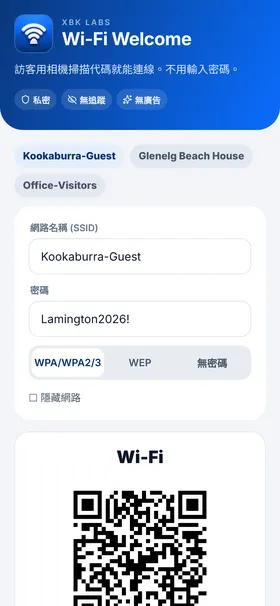 XBK LABS
Wi-Fi Welcome
訪客用相機掃描代碼就能連線。不用輸入密碼。
私密
無追蹤
無廣告
Kookaburra-Guest
Glenelg Beach House
Office-Visitors
網路名稱 (SSID)
Kookaburra-Guest
密碼
Lamington2026!
WPA/WPA2/3
WEP
無密碼
隱藏網路
Wi-Fi